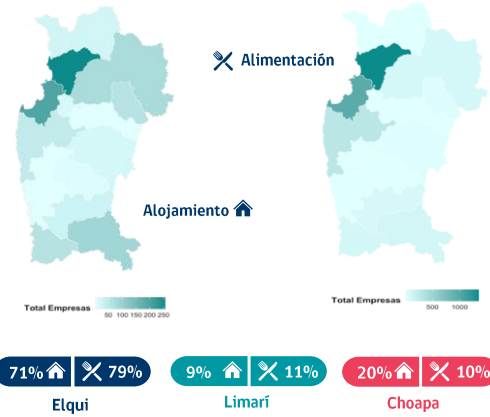 Alimentación
Alojamiento
Total Empresas
50 100 150 200 250
Total Empresas
500 1000
71% 79%
Elqui
9% 11%
Limarí
20% 10%
Choapa